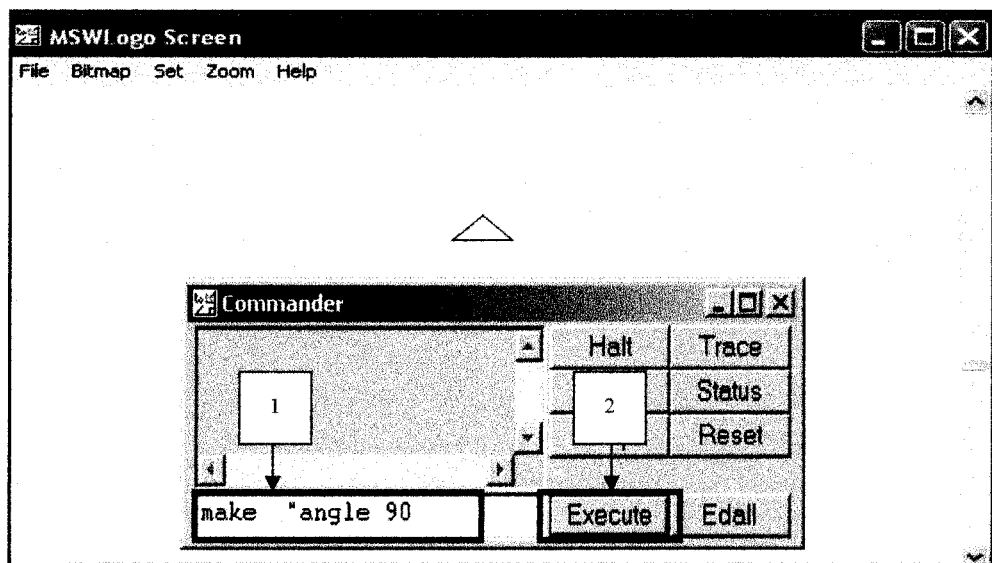 MSWLogo Screen
File Bitmap Set Zoom Help
Commander
Halt Trace
1 2 Status
Reset
make "angle 90 Execute Edall